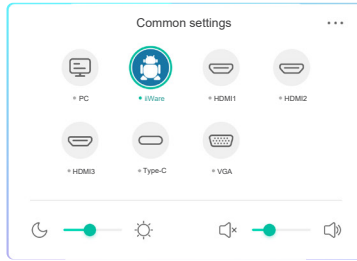 Common settings
PC
iiWare
HDMI1
HDMI2
HDMI3
Type-C
VGA